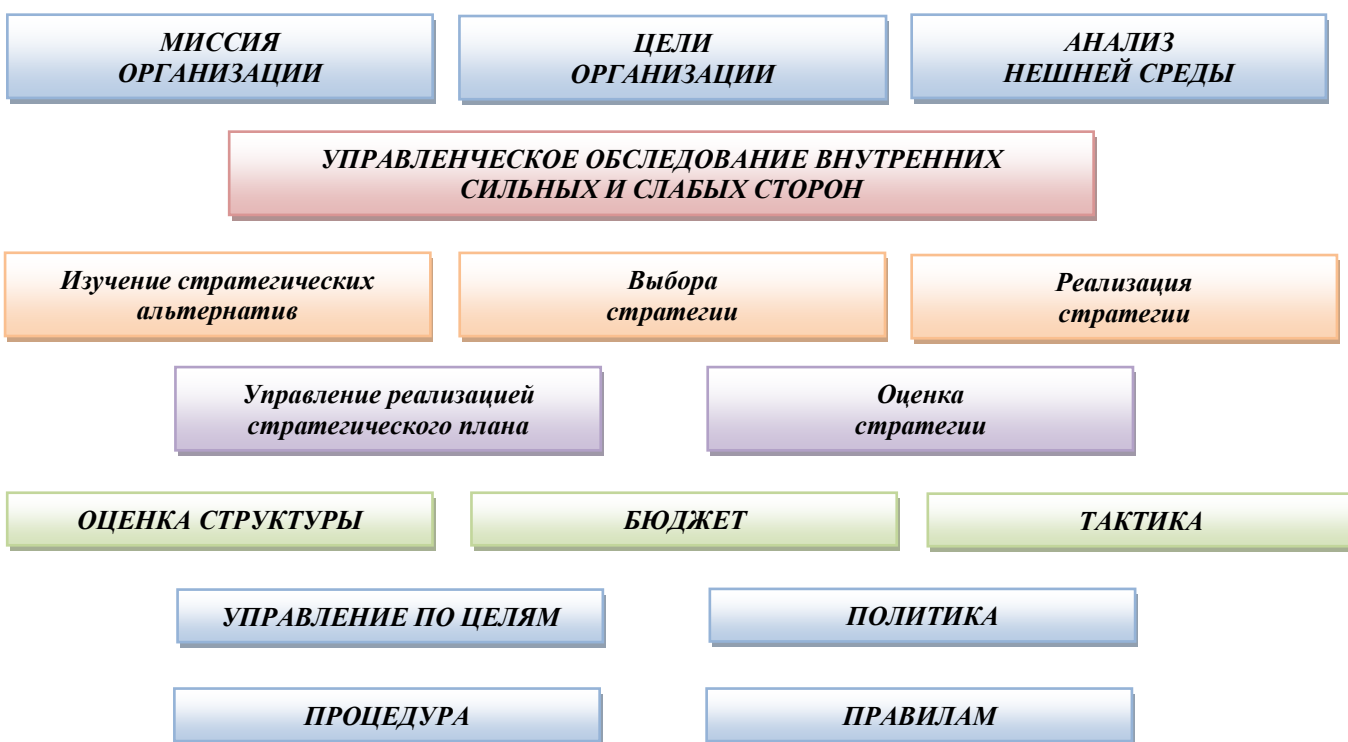 МИССИЯ
ОРГАНИЗАЦИИ
ЦЕЛИ
ОРГАНИЗАЦИИ
АНАЛИЗ
НЕШНЕЙ СРЕДЫ
УПРАВЛЕНЧЕСКОЕ ОБСЛЕДОВАНИЕ ВНУТРЕННИХ
СИЛЬНЫХ И СЛАБЫХ СТОРОН
Изучение стратегических
альтернатив
Выбора
стратегии
Реализация
стратегии
Управление реализацией
стратегического плана
Оценка
стратегии
ОЦЕНКА СТРУКТУРЫ
БЮДЖЕТ
ТАКТИКА
УПРАВЛЕНИЕ ПО ЦЕЛЯМ
ПОЛИТИКА
ПРОЦЕДУРА
ПРАВИЛАМ